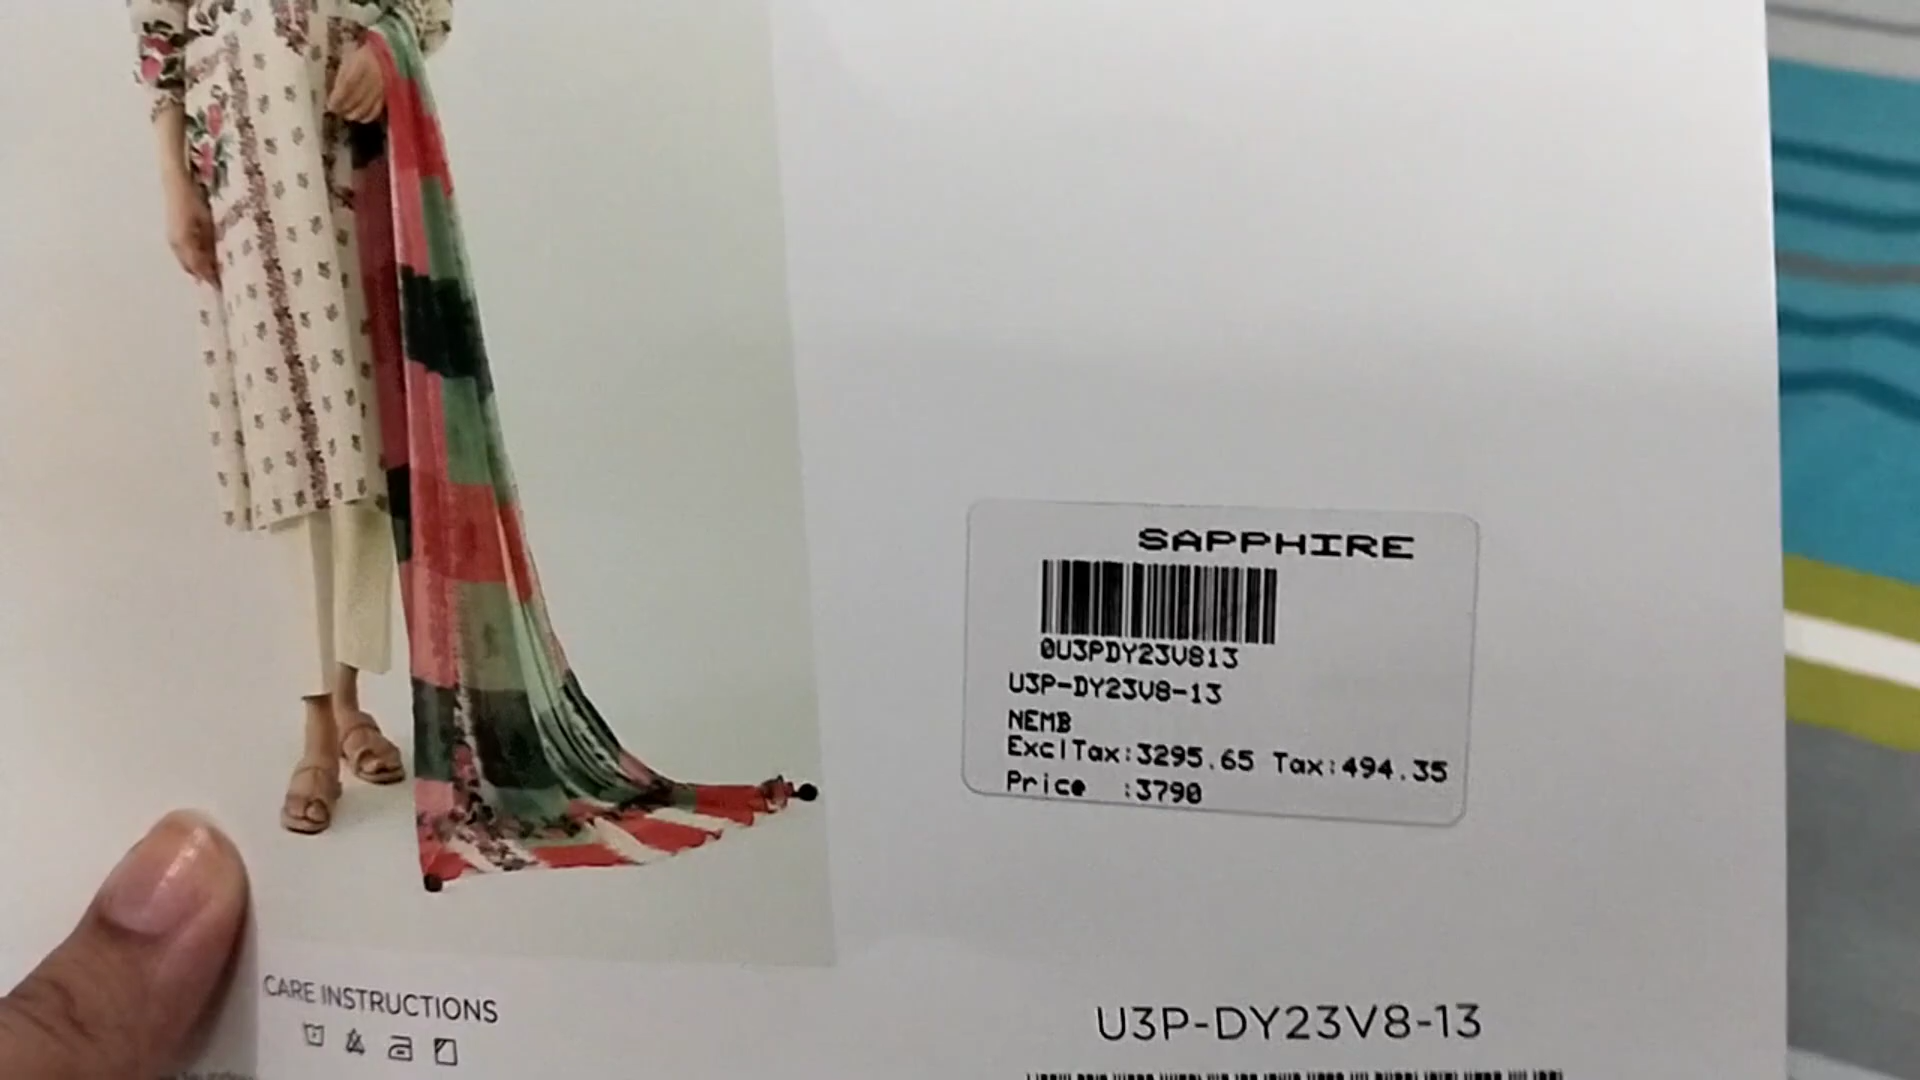 SAPPHIRE
0U3PDY23V813
U3P-DY23V8-13
NEMB
ExclTax:3295.65 Tax:494.35
Price :3790
CARE INSTRUCTIONS
U3P-DY23V8-13